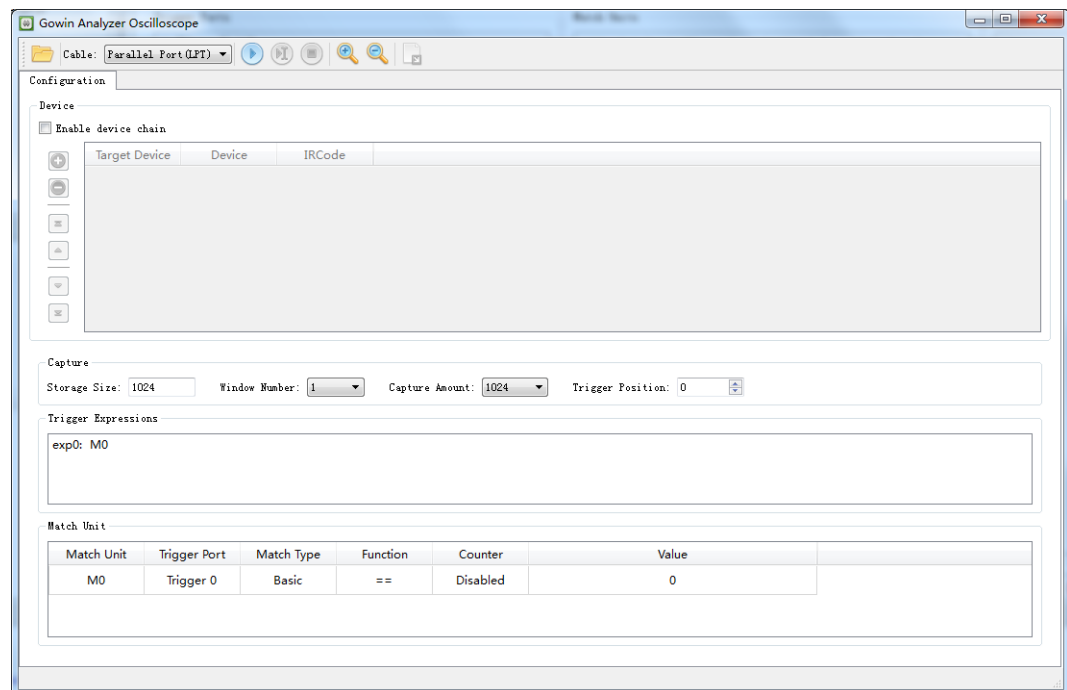 Gowin Analyzer Oscilloscope
Cable: Parallel Port(LPT)
Configuration
Device
Enable device chain
Target Device Device IRCode
Capture
Storage Size: 1024 Window Number: 1 Capture Amount: 1024 Trigger Position: 0
Trigger Expressions
exp0: M0
Match Unit
Match Unit Trigger Port Match Type Function Counter Value
M0 Trigger 0 Basic == Disabled 0